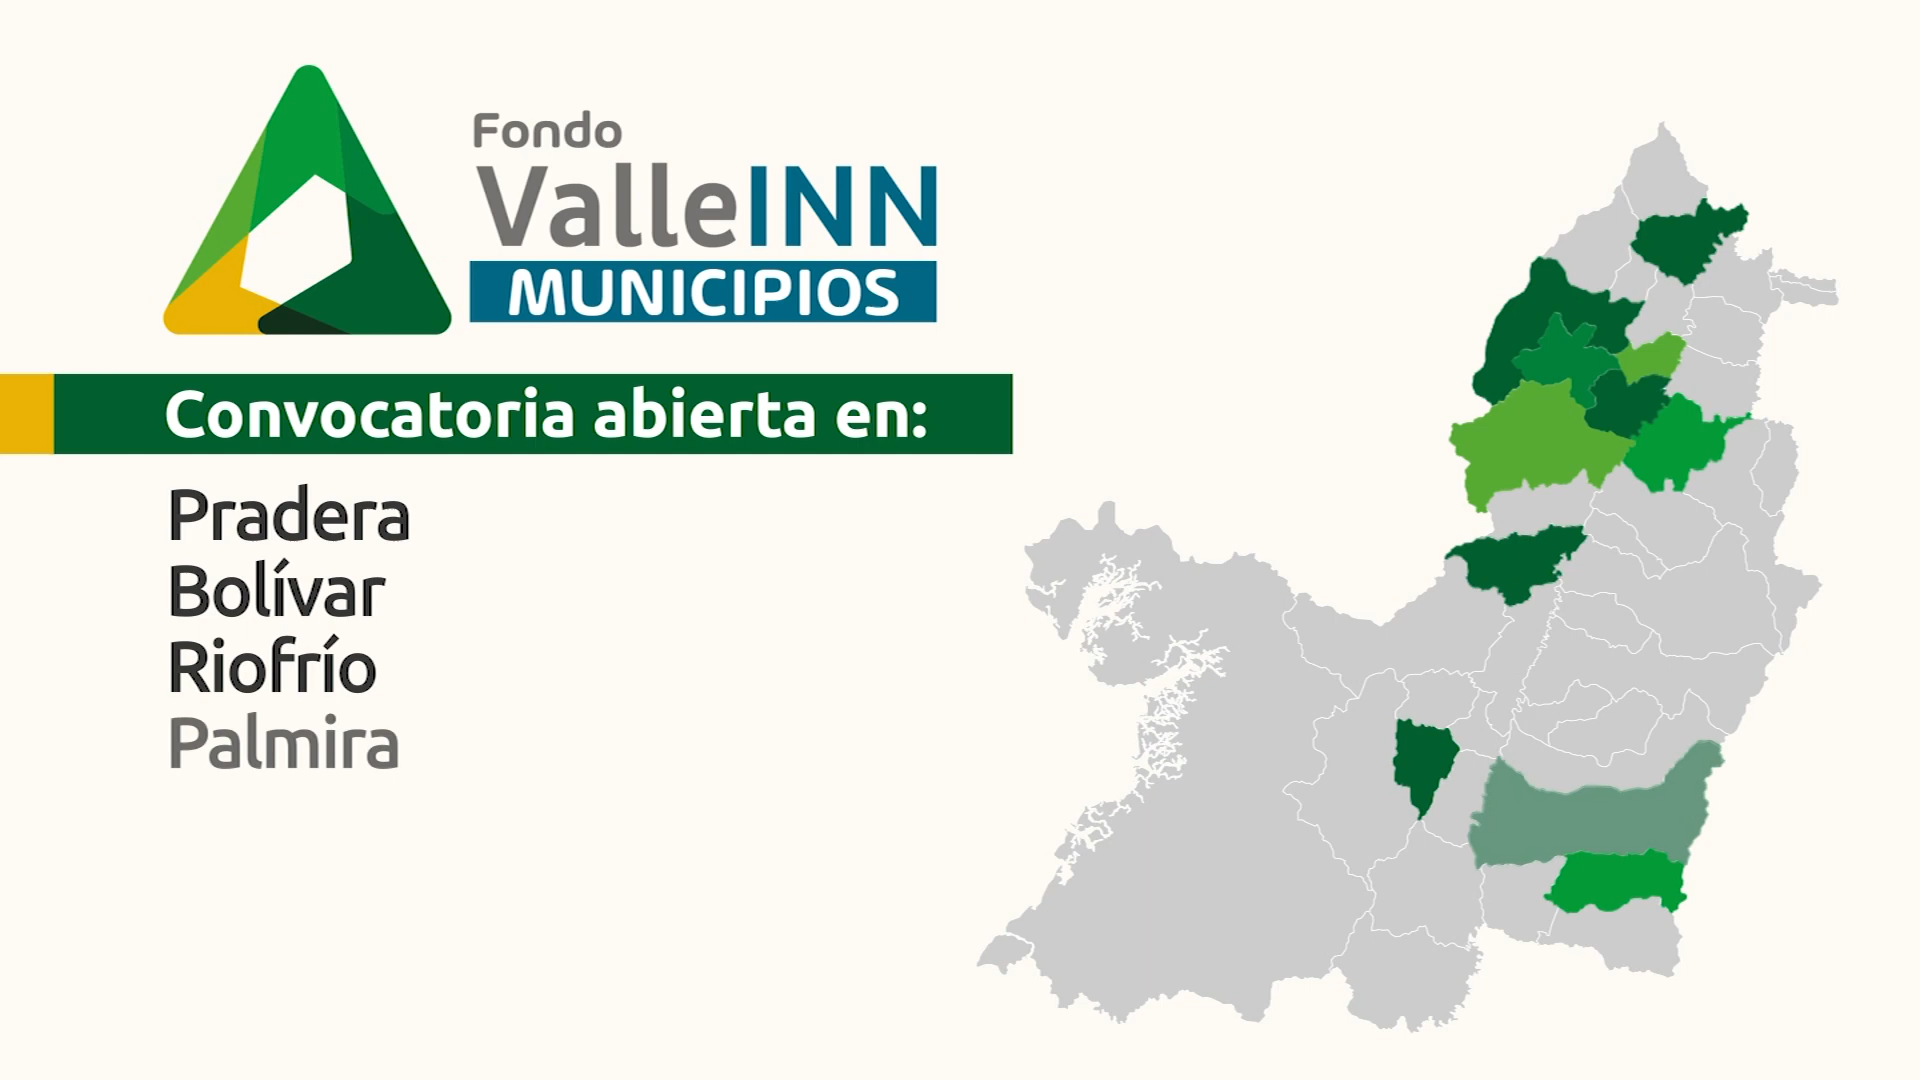 Fondo
ValleINN
MUNICIPIOS
Convocatoria abierta en:
Pradera
Bolívar
Riofrío
Palmira